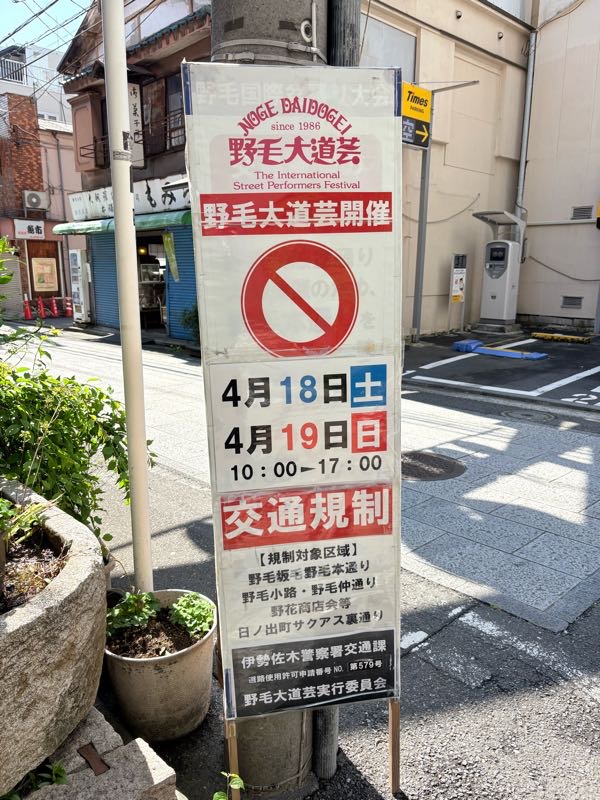 NOGE DAIDOGEI
since 1986
野毛大道芸
The International
Street Performers Festival
野毛大道芸開催
4月18日土
4月19日日
10:00－17:00
交通規制
【規制対象区域】
野毛坂・野毛本通り
野毛小路・野毛仲通り
野花商店会等
日ノ出町サクアス裏通り
伊勢佐木警察署交通課
道路使用許可申請番号NO. 第579号
野毛大道芸実行委員会
Times
PARKING